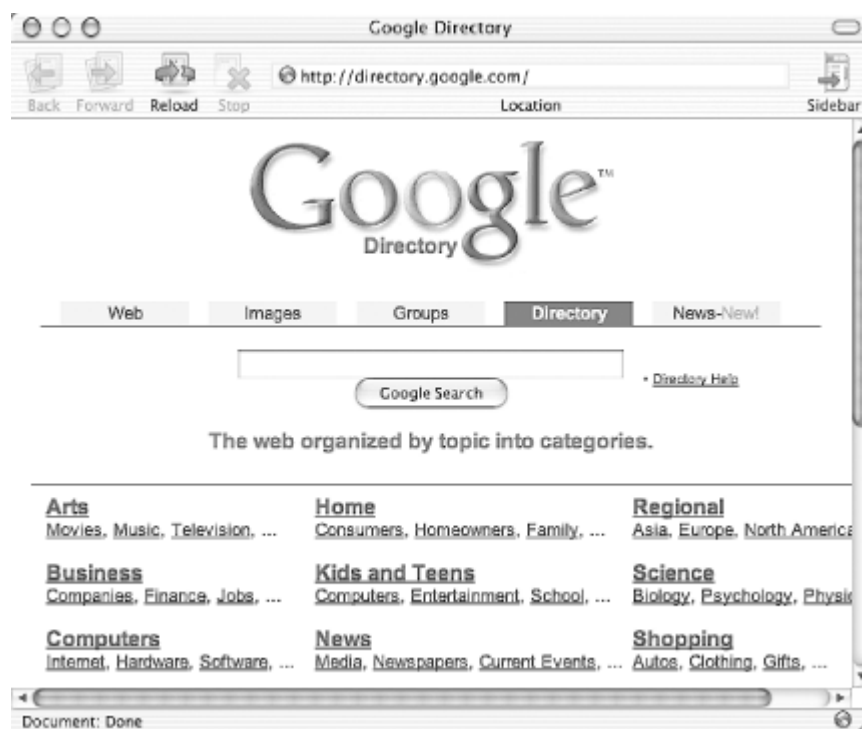 Google Directory
http://directory.google.com/
Back Forward Reload Stop Location Sidebar
Google™
Directory
Web Images Groups Directory News-New!
• Directory Help
Google Search
The web organized by topic into categories.
Arts Home Regional
Movies, Music, Television, ... Consumers, Homeowners, Family, ... Asia, Europe, North America
Business Kids and Teens Science
Companies, Finance, Jobs, ... Computers, Entertainment, School, ... Biology, Psychology, Physic
Computers News Shopping
Internet, Hardware, Software, ... Media, Newspapers, Current Events, ... Autos, Clothing, Gifts, ...
Document: Done